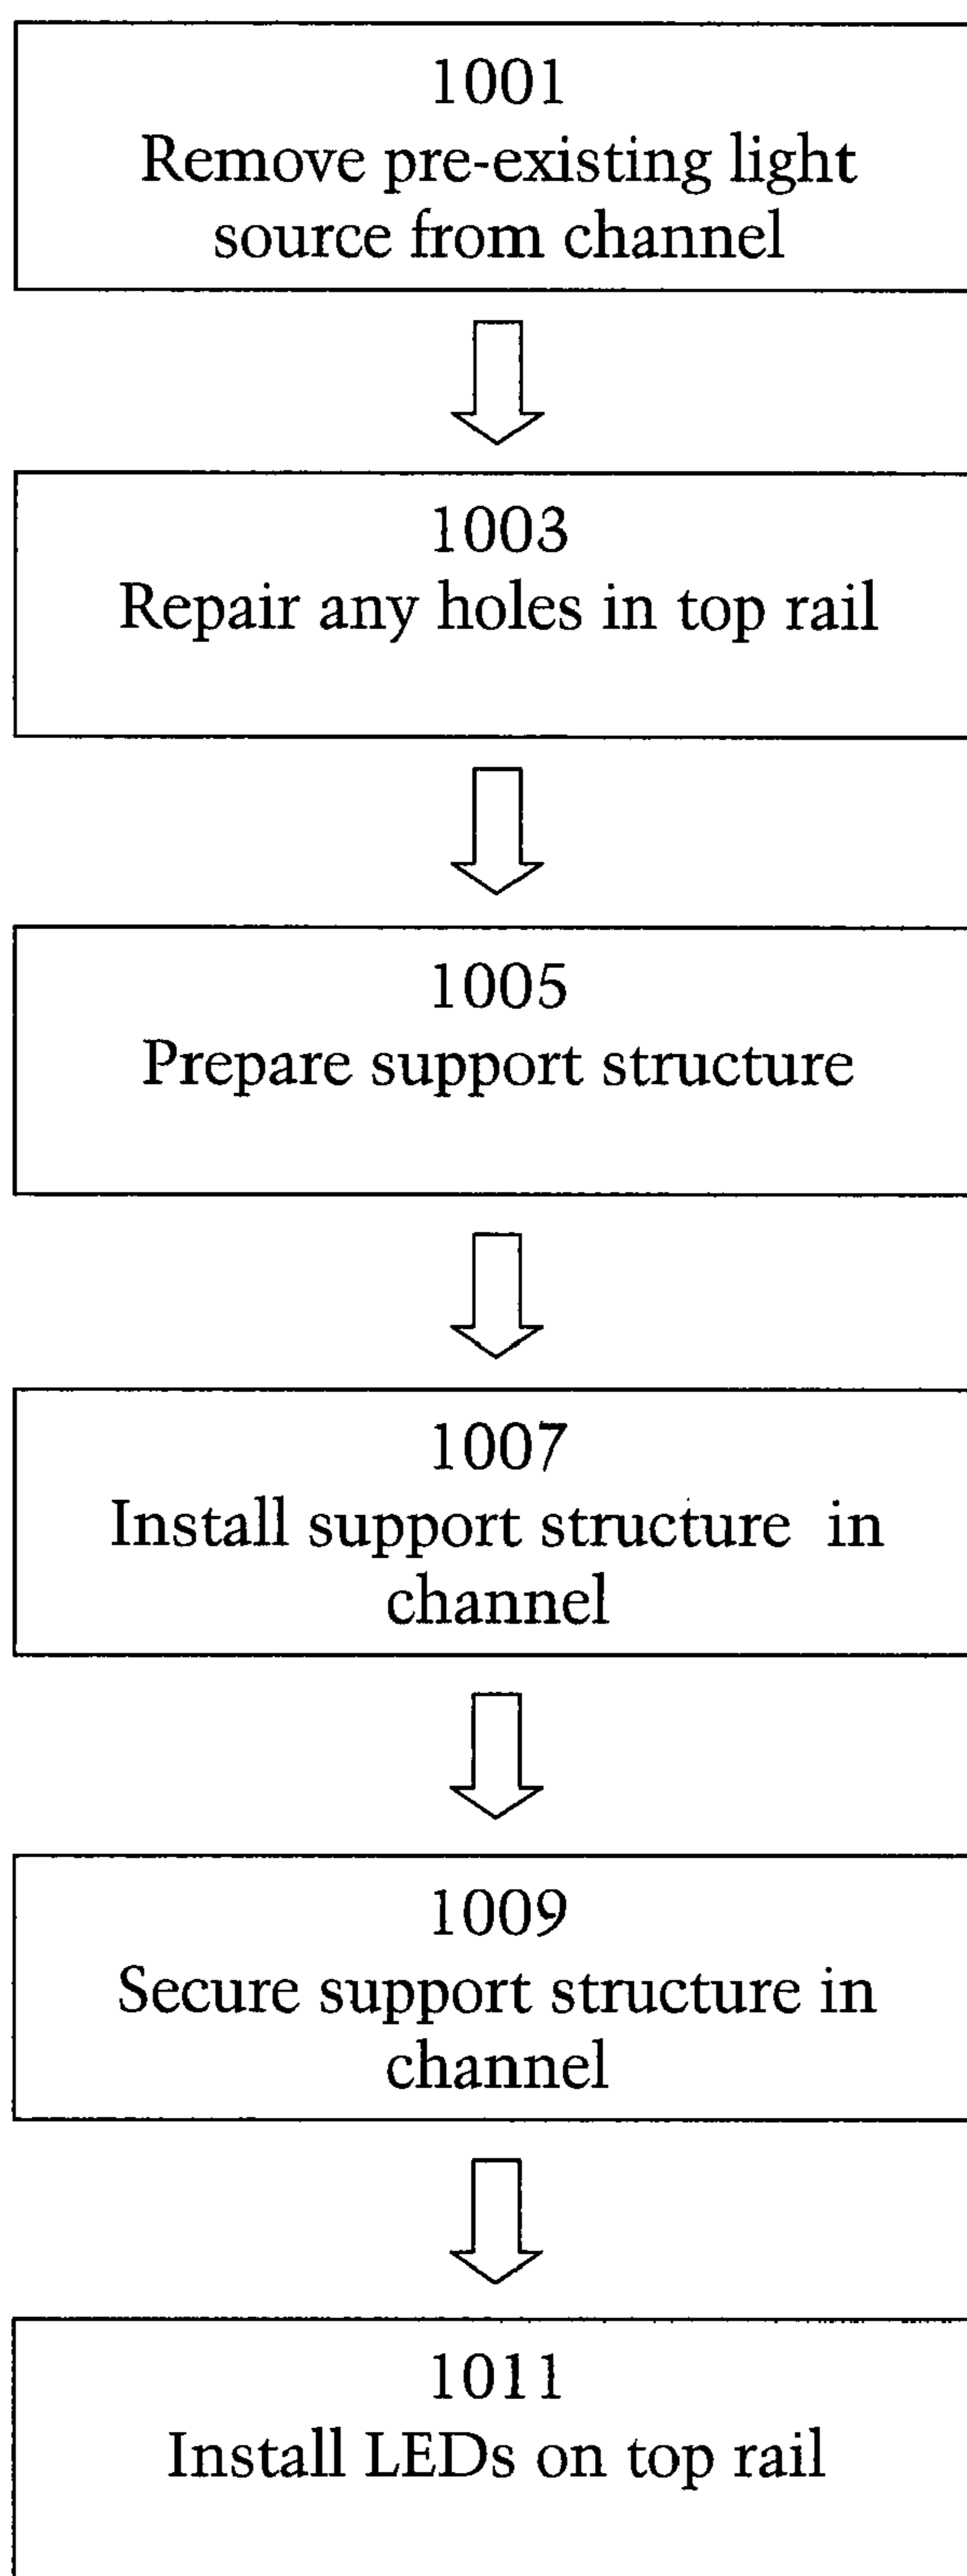 1001
Remove pre-existing light
source from channel
1003
Repair any holes in top rail
1005
Prepare support structure
1007
Install support structure in
channel
1009
Secure support structure in
channel
1011
Install LEDs on top rail